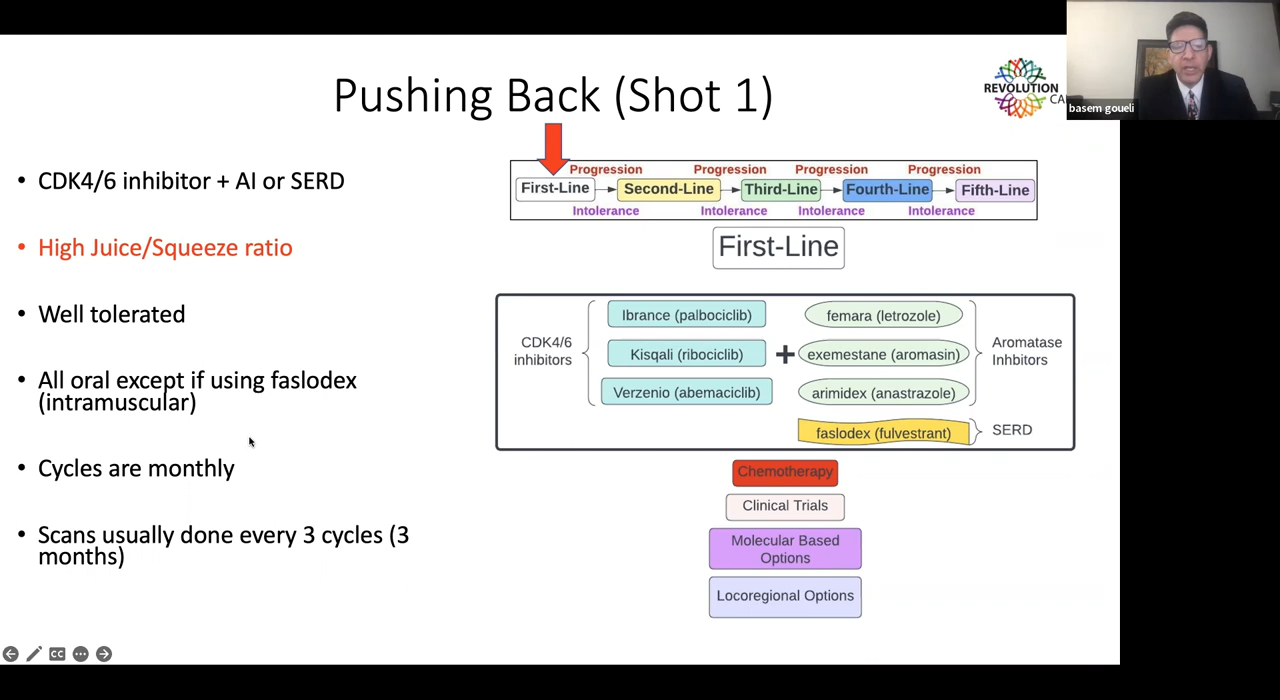 Pushing Back (Shot 1)
REVOLUTION
CA
basem goueli
• CDK4/6 inhibitor + AI or SERD
• High Juice/Squeeze ratio
• Well tolerated
• All oral except if using faslodex
(intramuscular)
• Cycles are monthly
• Scans usually done every 3 cycles (3
months)
Progression Progression Progression Progression
First-Line Second-Line Third-Line Fourth-Line Fifth-Line
Intolerance Intolerance Intolerance Intolerance
First-Line
CDK4/6
inhibitors
Ibrance (palbociclib)
Kisqali (ribociclib)
Verzenio (abemaciclib)
+
femara (letrozole)
exemestane (aromasin)
arimidex (anastrazole)
faslodex (fulvestrant)
Aromatase
Inhbitors
SERD
Chemotherapy
Clinical Trials
Molecular Based
Options
Locoregional Options
CC